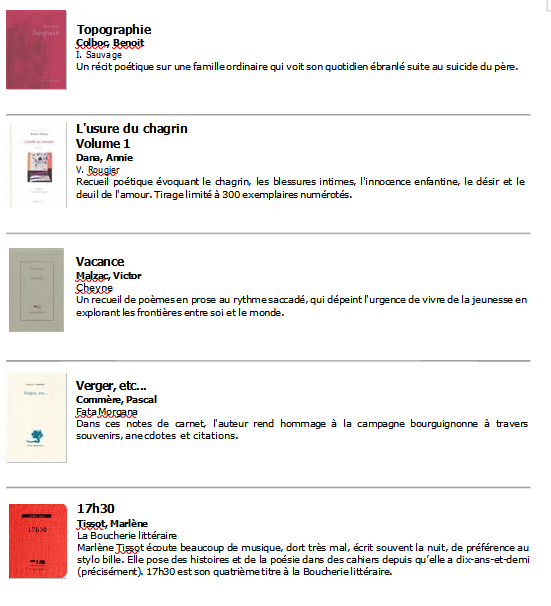 Topographie
Colboc, Benoit
I. Sauvage
Un récit poétique sur une famille ordinaire qui voit son quotidien ébranlé suite au suicide du père.
L'usure du chagrin
Volume 1
Dana, Annie
V. Rougier
Recueil poétique évoquant le chagrin, les blessures intimes, l'innocence enfantine, le désir et le
deuil de l'amour. Tirage limité à 300 exemplaires numérotés.
Vacance
Malzac, Victor
Cheyne
Un recueil de poèmes en prose au rythme saccadé, qui dépeint l'urgence de vivre de la jeunesse en
explorant les frontières entre soi et le monde.
Verger, etc...
Verger, etc...
Commère, Pascal
Fata Morgana
Dans ces notes de carnet, l'auteur rend hommage à la campagne bourguignonne à travers
souvenirs, anecdotes et citations.
17h30
17h30
Tissot, Marlène
La Boucherie littéraire
Marlène Tissot écoute beaucoup de musique, dort très mal, écrit souvent la nuit, de préférence au
stylo bille. Elle pose des histoires et de la poésie dans des cahiers depuis qu'elle a dix-ans-et-demi
(précisément). 17h30 est son quatrième titre à la Boucherie littéraire.